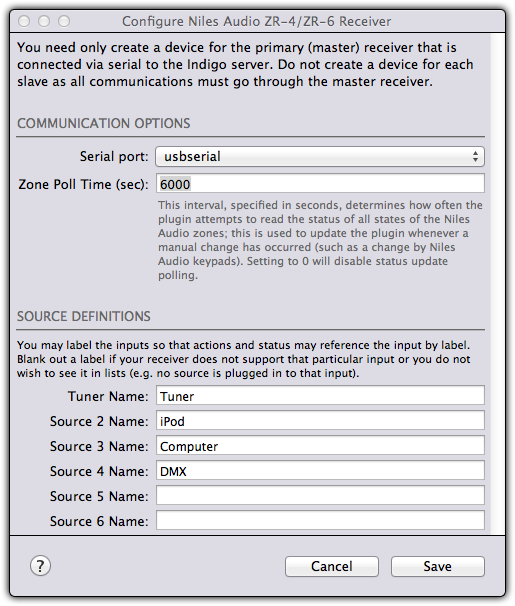 Configure Niles Audio ZR-4/ZR-6 Receiver
You need only create a device for the primary (master) receiver that is
connected via serial to the Indigo server. Do not create a device for each
slave as all communications must go through the master receiver.
COMMUNICATION OPTIONS
Serial port: usbserial
Zone Poll Time (sec): 6000
This interval, specified in seconds, determines how often the
plugin attempts to read the status of all states of the Niles
Audio zones; this is used to update the plugin whenever a
manual change has occurred (such as a change by Niles
Audio keypads). Setting to 0 will disable status update
polling.
SOURCE DEFINITIONS
You may label the inputs so that actions and status may reference the input by label.
Blank out a label if your receiver does not support that particular input or you do not
wish to see it in lists (e.g. no source is plugged in to that input).
Tuner Name: Tuner
Source 2 Name: iPod
Source 3 Name: Computer
Source 4 Name: DMX
Source 5 Name:
Source 6 Name:
? Cancel Save